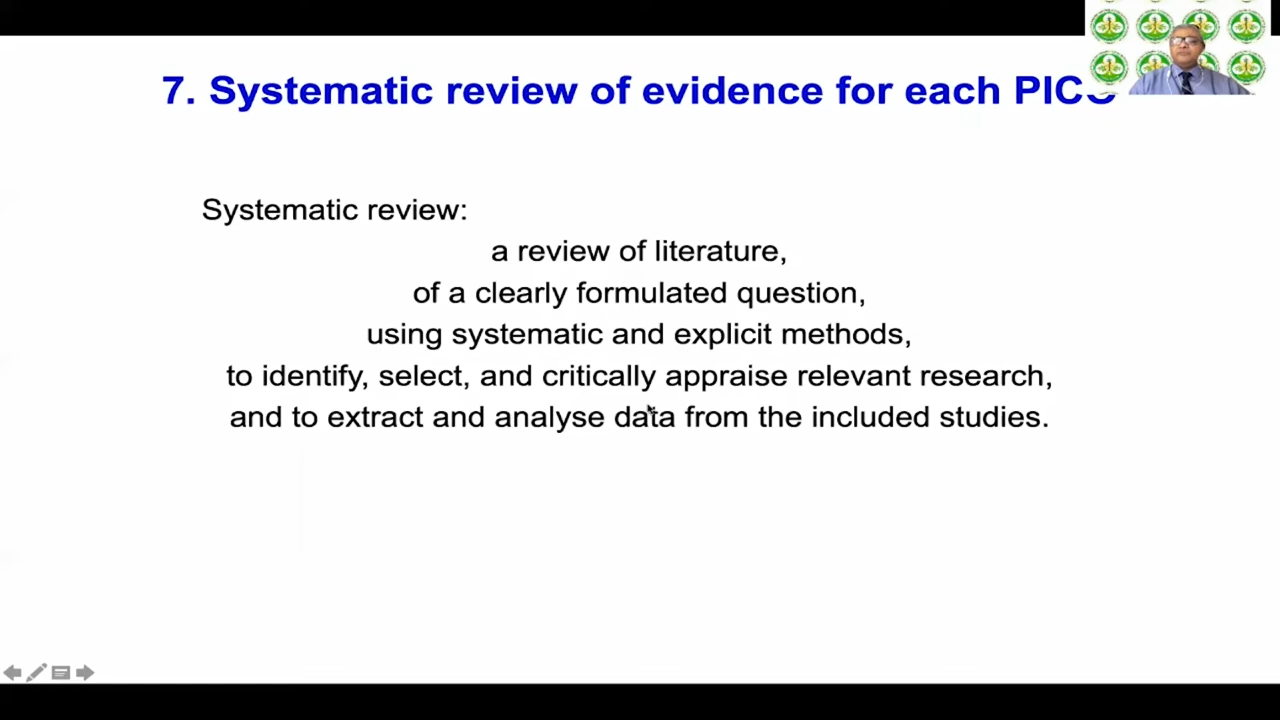 7. Systematic review of evidence for each PICO
Systematic review:
a review of literature,
of a clearly formulated question,
using systematic and explicit methods,
to identify, select, and critically appraise relevant research,
and to extract and analyse data from the included studies.